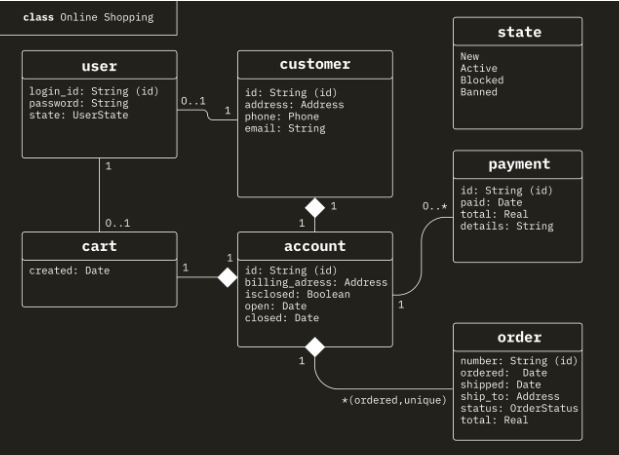 class Online Shopping
user
login_id: String (id)
password: String
state: UserState
customer
id: String (id)
address: Address
phone: Phone
email: String
state
New
Active
Blocked
Banned
0..1
1
1
0..1
1
1
payment
id: String (id)
paid: Date
total: Real
details: String
0..*
1
cart
created: Date
1
1
account
id: String (id)
billing_adress: Address
isclosed: Boolean
open: Date
closed: Date
1
*(ordered,unique)
order
number: String (id)
ordered:  Date
shipped: Date
ship_to: Address
status: OrderStatus
total: Real